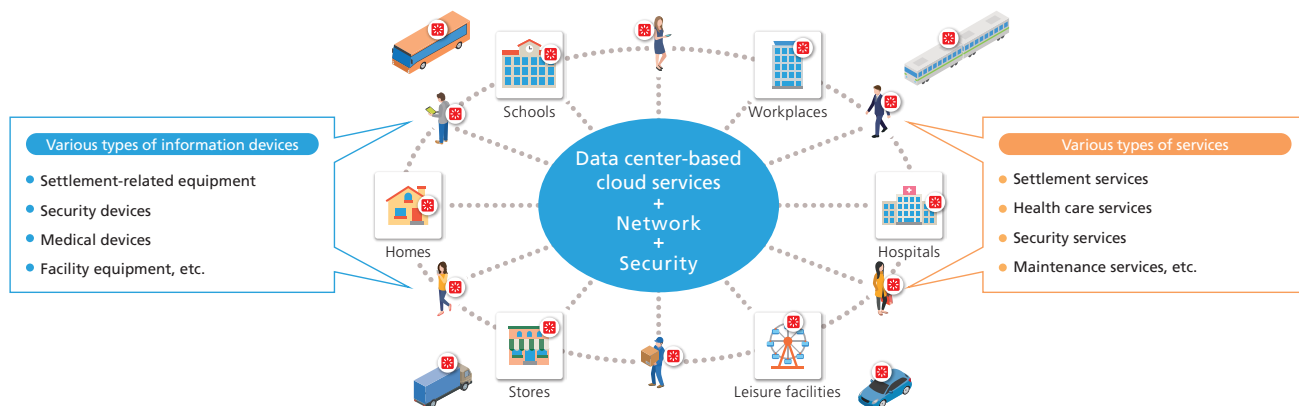 Schools
Workplaces
Various types of information devices
Settlement-related equipment
Security devices
Medical devices
Facility equipment, etc.
Data center-based
cloud services
+
Network
+
Security
Various types of services
Settlement services
Health care services
Security services
Maintenance services, etc.
Homes
Hospitals
Stores
Leisure facilities